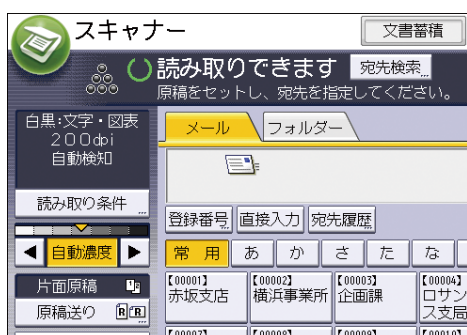 スキャナー
文書蓄積
読み取りできます
宛先検索...
原稿をセットし、宛先を指定してください。
白黒:文字・図表
200dpi
自動検知
読み取り条件...
自動濃度
片面原稿
原稿送り
メール
フォルダー
登録番号
直接入力
宛先履歴
常用
あ
か
さ
た
な
【00001】
赤坂支店
【00002】
横浜事業所
【00003】
企画課
【00004】
ロサン
ス支局